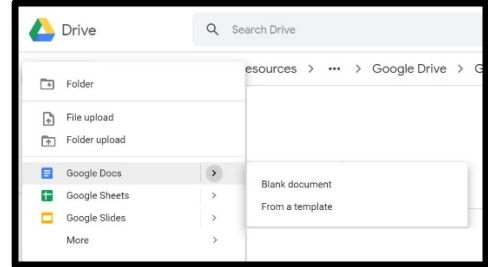 Drive
Search Drive
esources > ••• > Google Drive > G
Folder
File upload
Folder upload
Google Docs >
Blank document
Google Sheets >
From a template
Google Slides >
More >